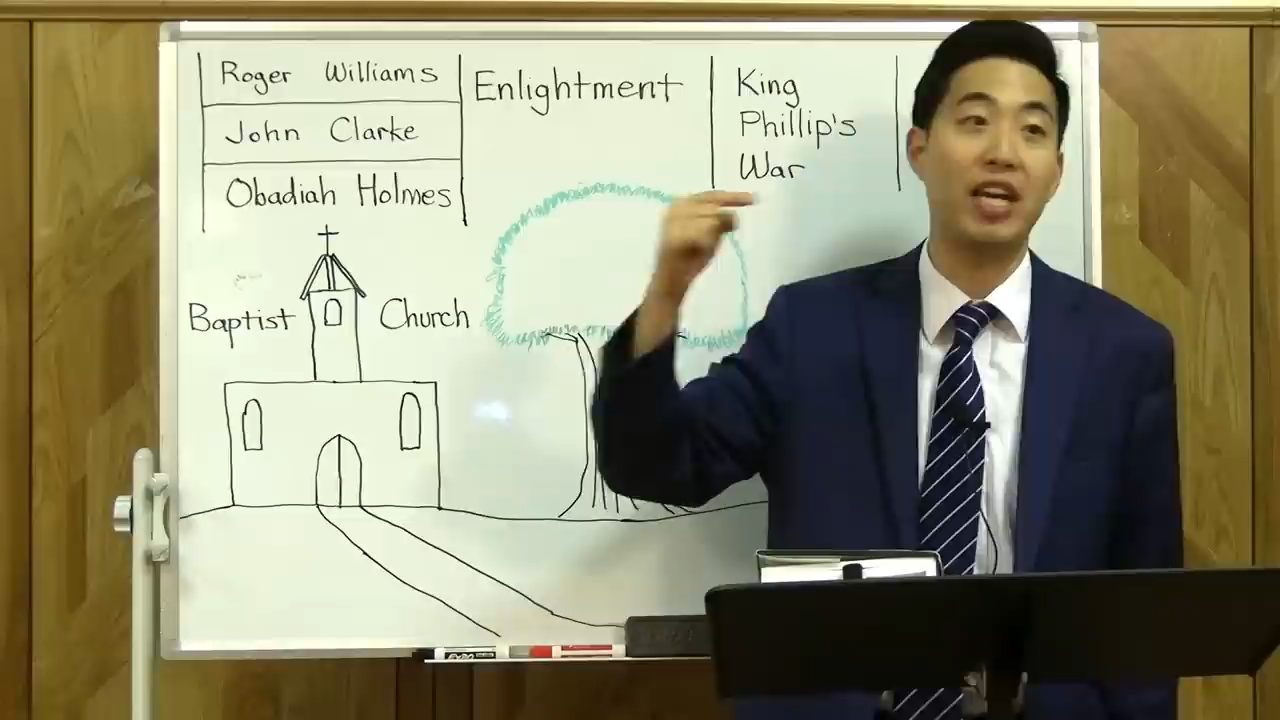 Roger Williams
John Clarke
Obadiah Holmes
Enlightment
King
Phillip's
War
Baptist Church